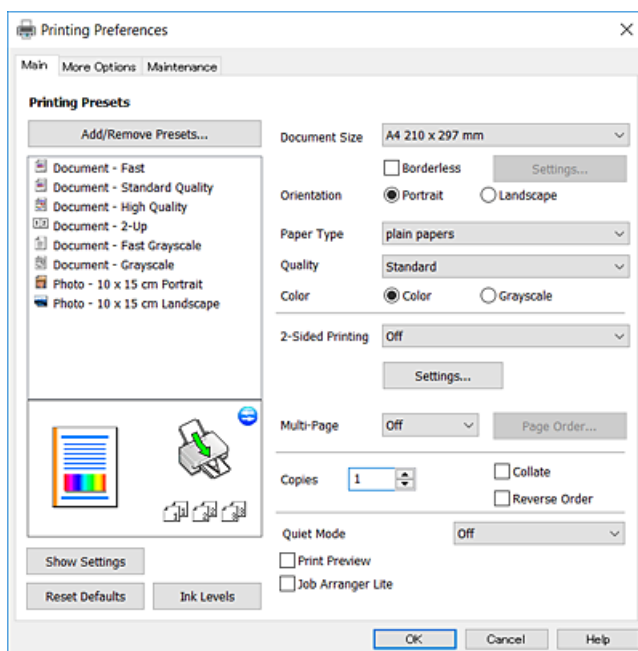 Printing Preferences
Main More Options Maintenance
Printing Presets
Add/Remove Presets...
Document - Fast
Document - Standard Quality
Document - High Quality
Document - 2-Up
Document - Fast Grayscale
Document - Grayscale
Photo - 10 x 15 cm Portrait
Photo - 10 x 15 cm Landscape
Show Settings
Reset Defaults Ink Levels
Document Size A4 210 x 297 mm
Borderless Settings...
Orientation Portrait Landscape
Paper Type plain papers
Quality Standard
Color Color Grayscale
2-Sided Printing Off
Settings...
Multi-Page Off Page Order...
Copies 1 Collate
Reverse Order
Quiet Mode Off
Print Preview
Job Arranger Lite
OK Cancel Help